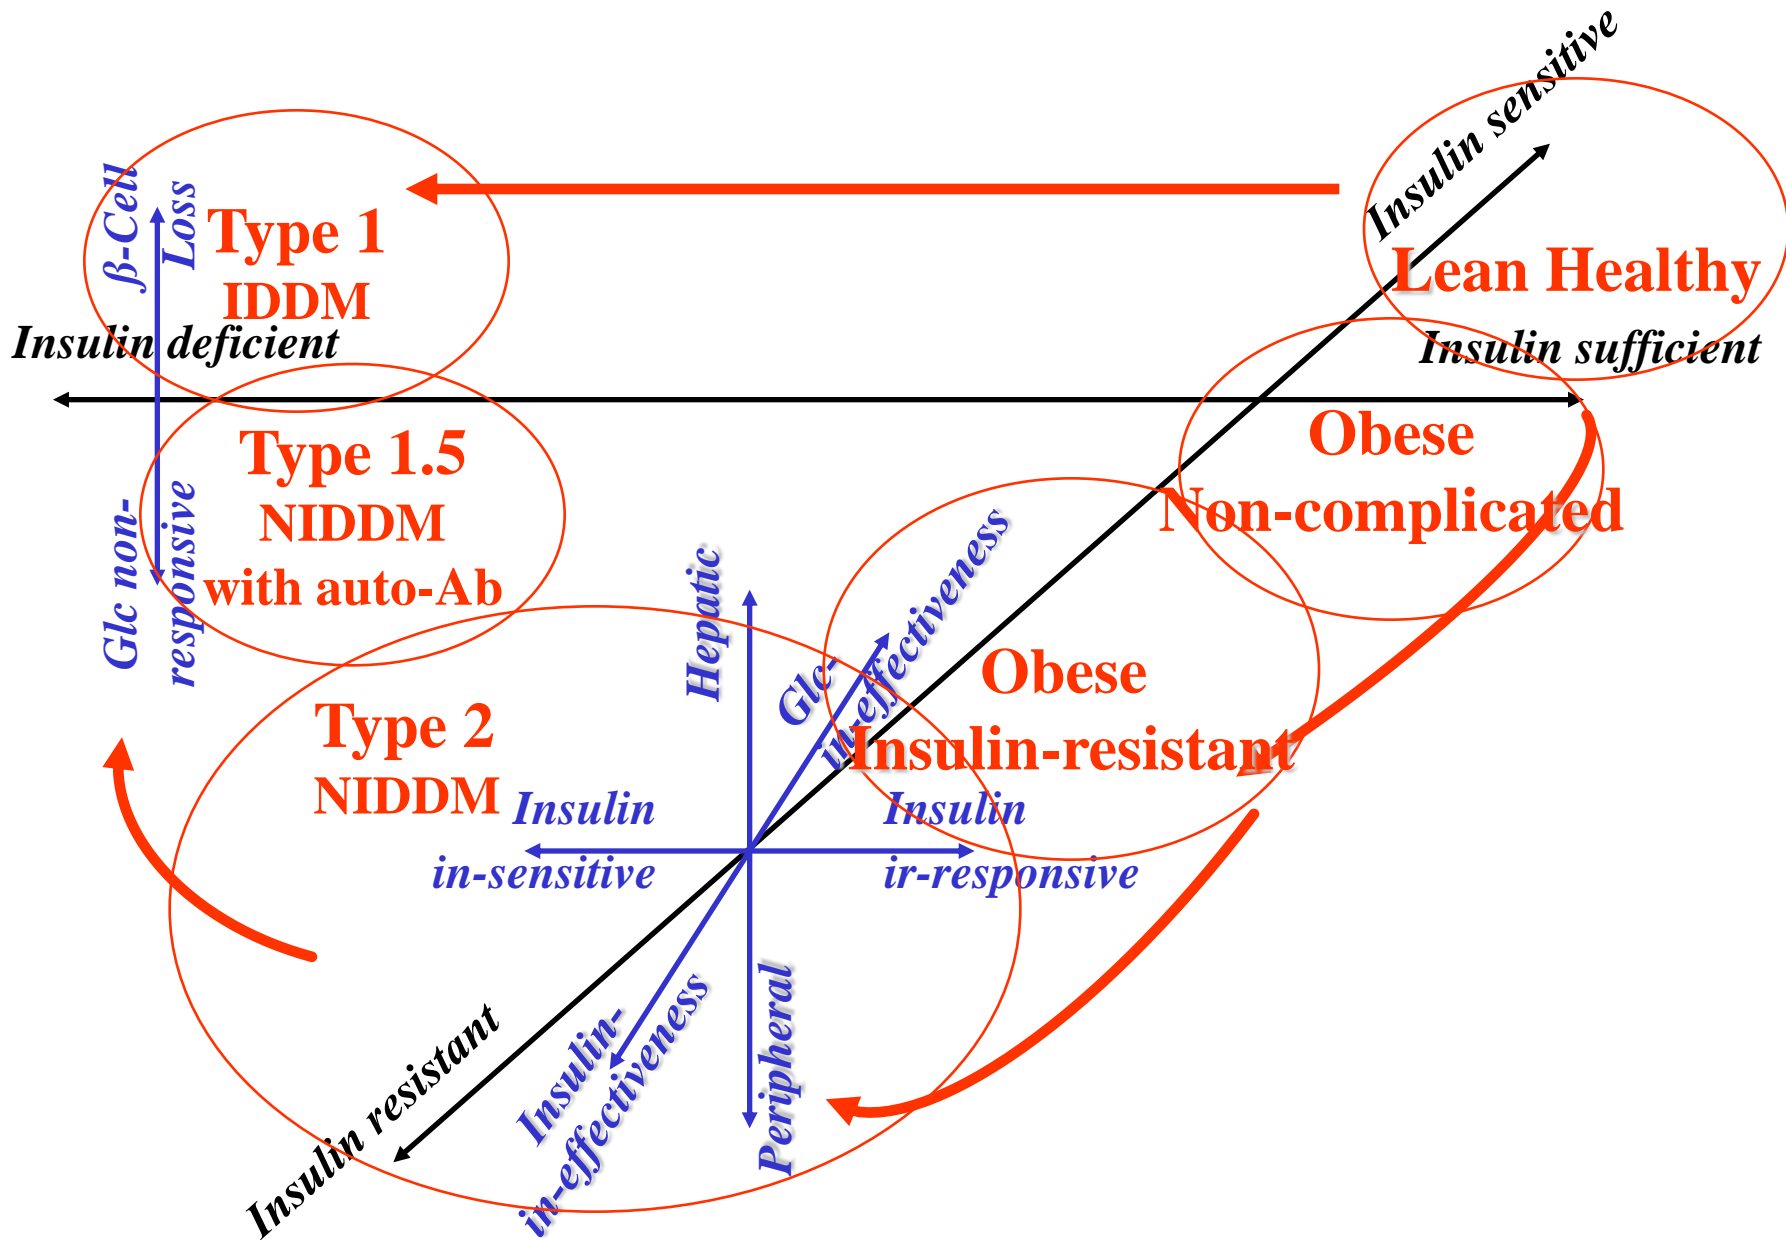 Insulin sensitive
β-Cell
Loss
Type 1
IDDM
Lean Healthy
Insulin deficient
Insulin sufficient
Type 1.5
NIDDM
with auto-Ab
Obese
Non-complicated
Glc non-
responsive
Hepatic
Glc-
in-effectiveness
Obese
Insulin-resistant
Type 2
NIDDM
Insulin
in-sensitive
Insulin
ir-responsive
Insulin resistant
Insulin-
in-effectiveness
Peripheral